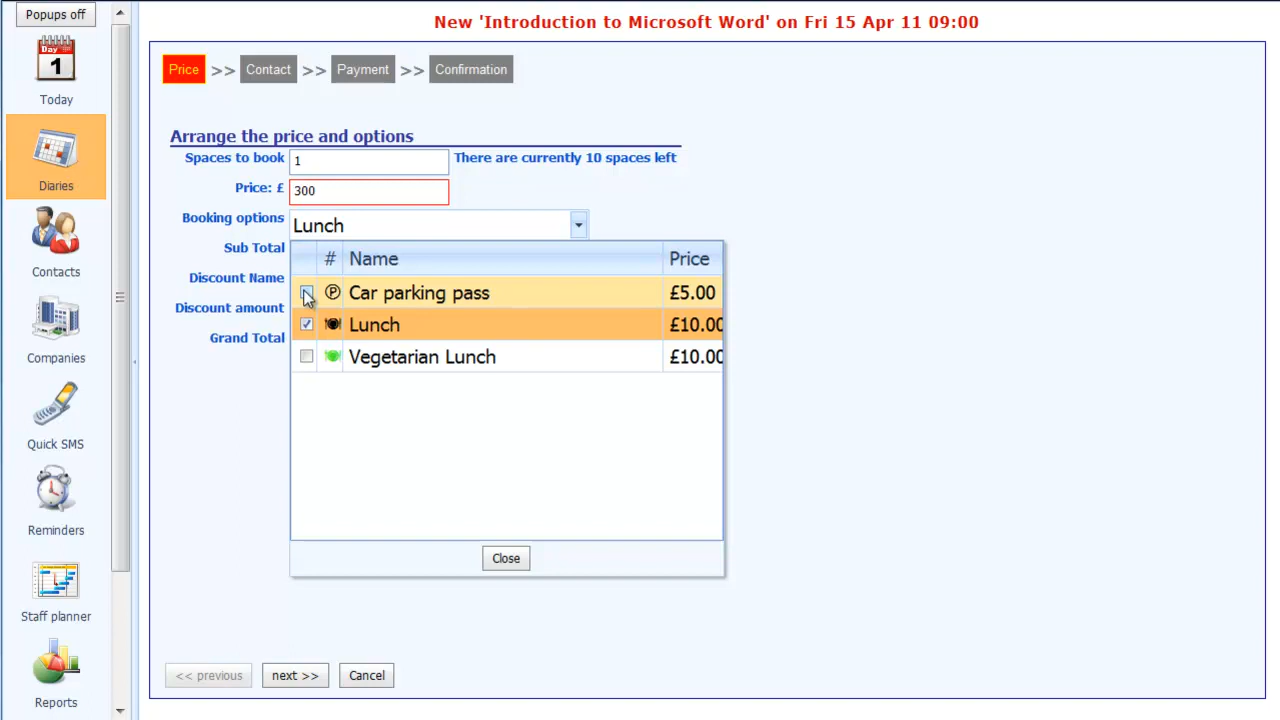 Popups off
New 'Introduction to Microsoft Word' on Fri 15 Apr 11 09:00
Day
1
Today
Diaries
Contacts
Companies
Quick SMS
Reminders
Staff planner
Reports
Price >> Contact >> Payment >> Confirmation
Arrange the price and options
Spaces to book 1 There are currently 10 spaces left
Price: £ 300
Booking options Lunch
Sub Total
Discount Name
Discount amount
Grand Total
# Name Price
P Car parking pass £5.00
Lunch £10.00
Vegetarian Lunch £10.00
Close
<< previous next >> Cancel